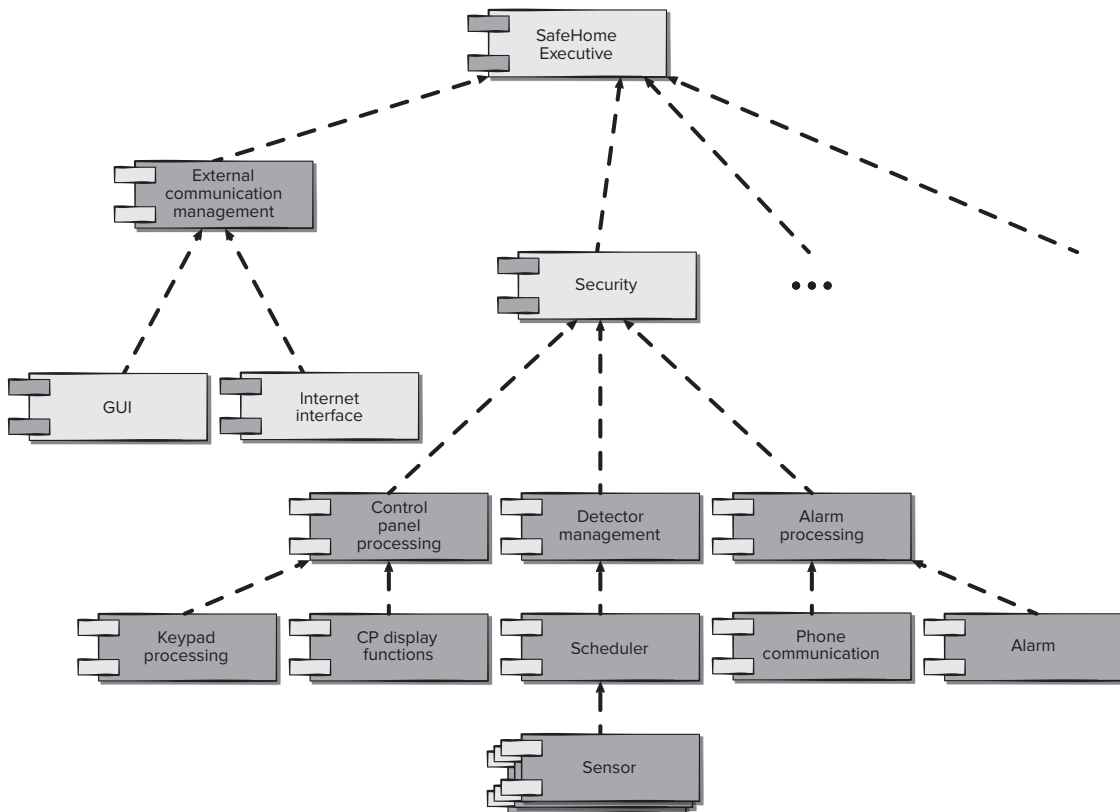 SafeHome
Executive
External
communication
management
Security
GUI
Internet
interface
Control
panel
processing
Detector
management
Alarm
processing
Keypad
processing
CP display
functions
Scheduler
Phone
communication
Alarm
Sensor